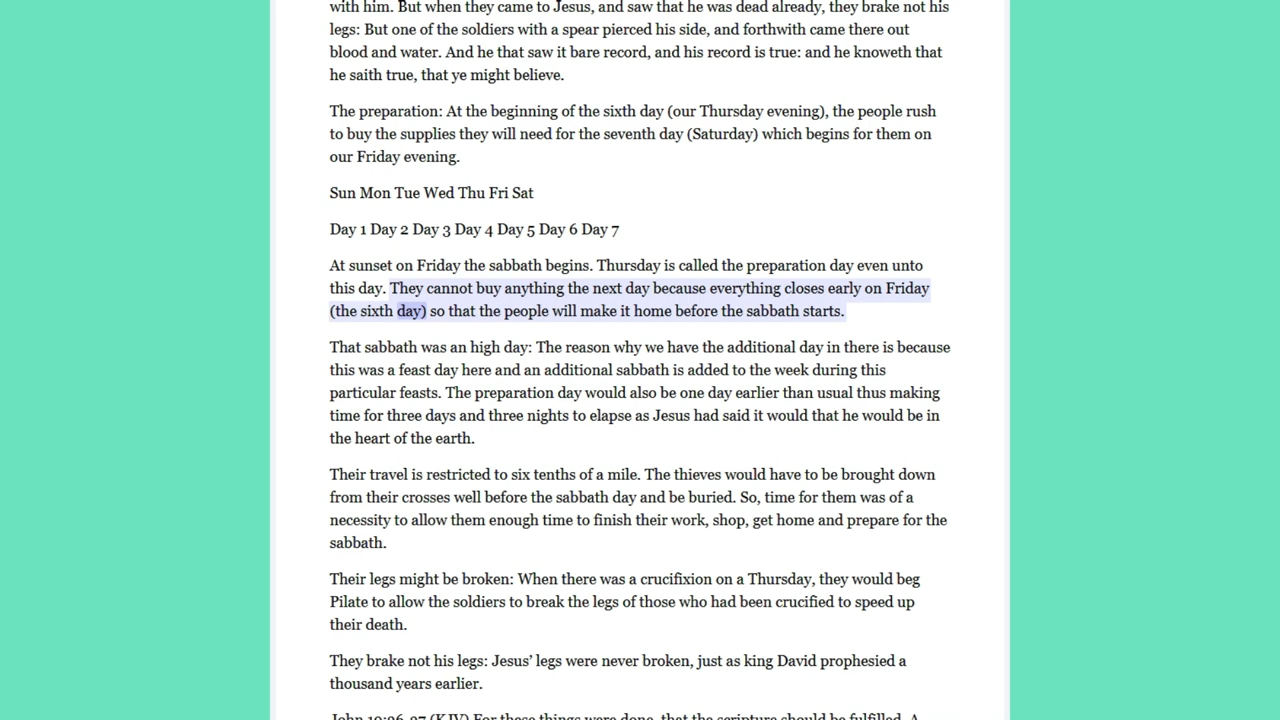 with him. But when they came to Jesus, and saw that he was dead already, they brake not his
legs: But one of the soldiers with a spear pierced his side, and forthwith came there out
blood and water. And he that saw it bare record, and his record is true: and he knoweth that
he saith true, that ye might believe.
The preparation: At the beginning of the sixth day (our Thursday evening), the people rush
to buy the supplies they will need for the seventh day (Saturday) which begins for them on
our Friday evening.
Sun Mon Tue Wed Thu Fri Sat
Day 1 Day 2 Day 3 Day 4 Day 5 Day 6 Day 7
At sunset on Friday the sabbath begins. Thursday is called the preparation day even unto
this day. They cannot buy anything the next day because everything closes early on Friday
(the sixth day) so that the people will make it home before the sabbath starts.
That sabbath was an high day: The reason why we have the additional day in there is because
this was a feast day here and an additional sabbath is added to the week during this
particular feasts. The preparation day would also be one day earlier than usual thus making
time for three days and three nights to elapse as Jesus had said it would that he would be in
the heart of the earth.
Their travel is restricted to six tenths of a mile. The thieves would have to be brought down
from their crosses well before the sabbath day and be buried. So, time for them was of a
necessity to allow them enough time to finish their work, shop, get home and prepare for the
sabbath.
Their legs might be broken: When there was a crucifixion on a Thursday, they would beg
Pilate to allow the soldiers to break the legs of those who had been crucified to speed up
their death.
They brake not his legs: Jesus’ legs were never broken, just as king David prophesied a
thousand years earlier.
John 19:36-37 (KJV) For these things were done, that the scripture should be fulfilled, A